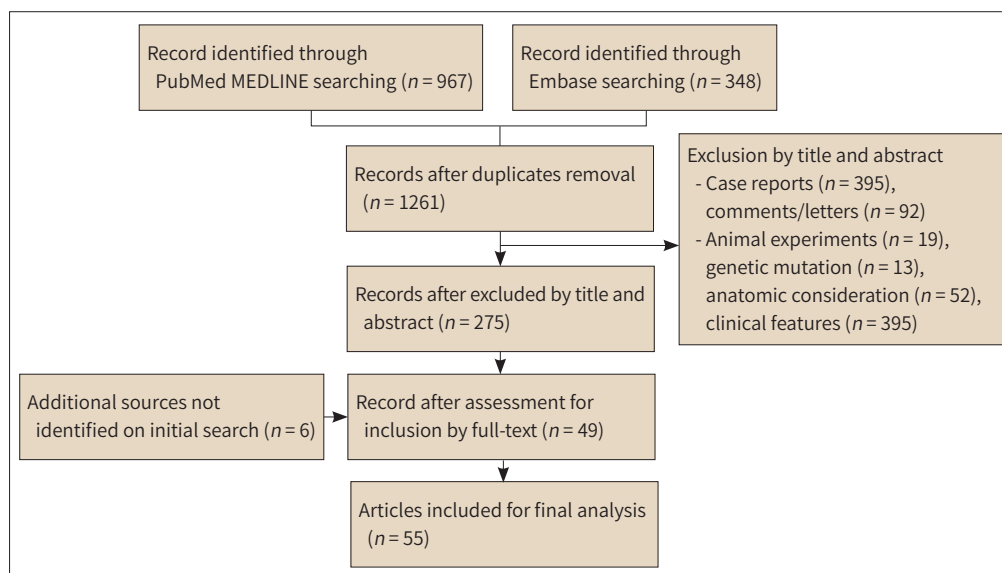 Record identified through
PubMed MEDLINE searching (n = 967)
Record identified through
Embase searching (n = 348)
Records after duplicates removal
(n = 1261)
Exclusion by title and abstract
- Case reports (n = 395),
comments/letters (n = 92)
- Animal experiments (n = 19),
genetic mutation (n = 13),
anatomic consideration (n = 52),
clinical features (n = 395)
Records after excluded by title and
abstract (n = 275)
Additional sources not
identified on initial search (n = 6)
Record after assessment for
inclusion by full-text (n = 49)
Articles included for final analysis
(n = 55)